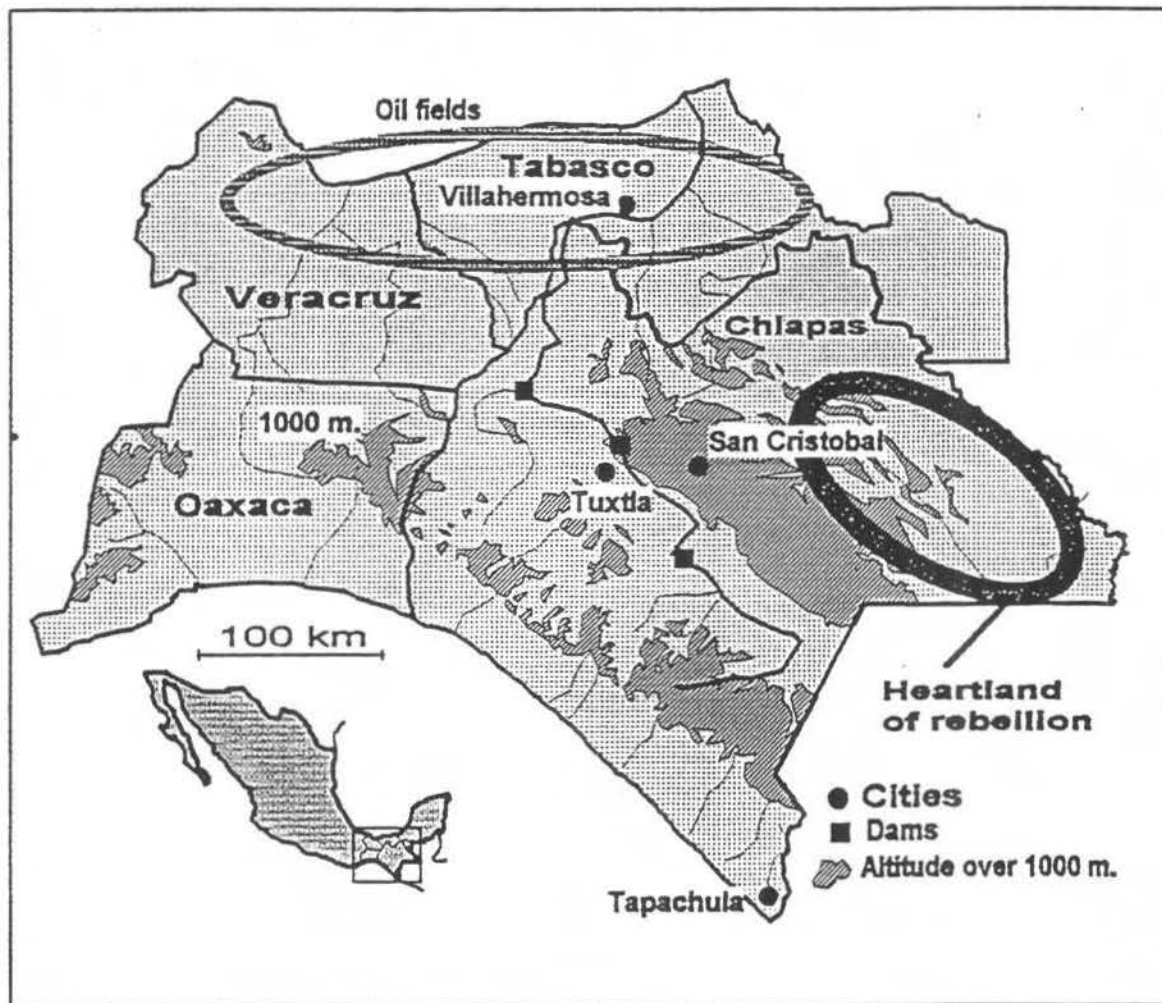 Oil fields
Tabasco
Villahermosa
Veracruz
Chiapas
1000 m.
San Cristobal
Oaxaca
Tuxtla
100 km
Heartland
of rebellion
Cities
Dams
Altitude over 1000 m.
Tapachula